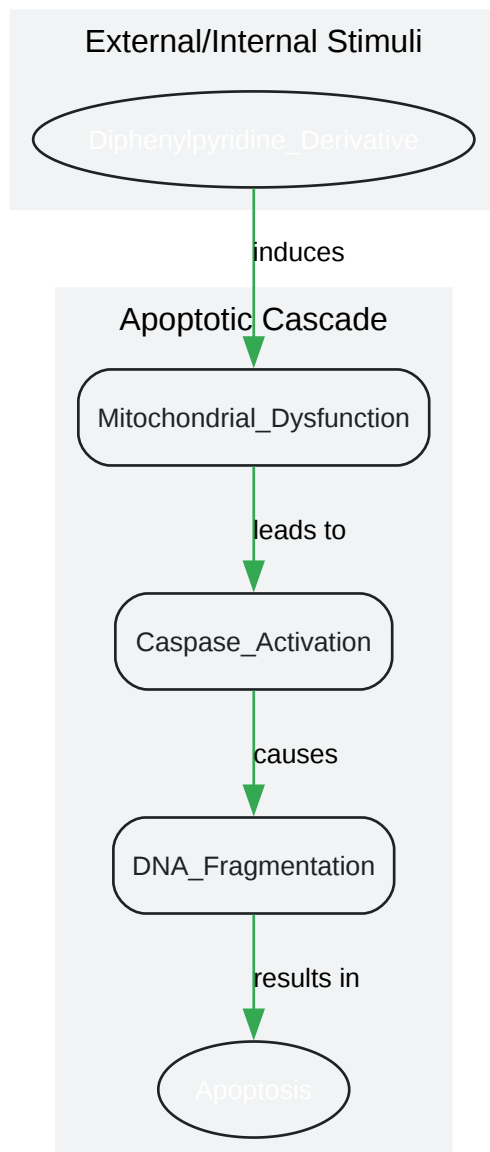 External/Internal Stimuli
Diphenylpyridine_Derivative
induces
Apoptotic Cascade
Mitochondrial_Dysfunction
leads to
Caspase_Activation
causes
DNA_Fragmentation
results in
Apoptosis